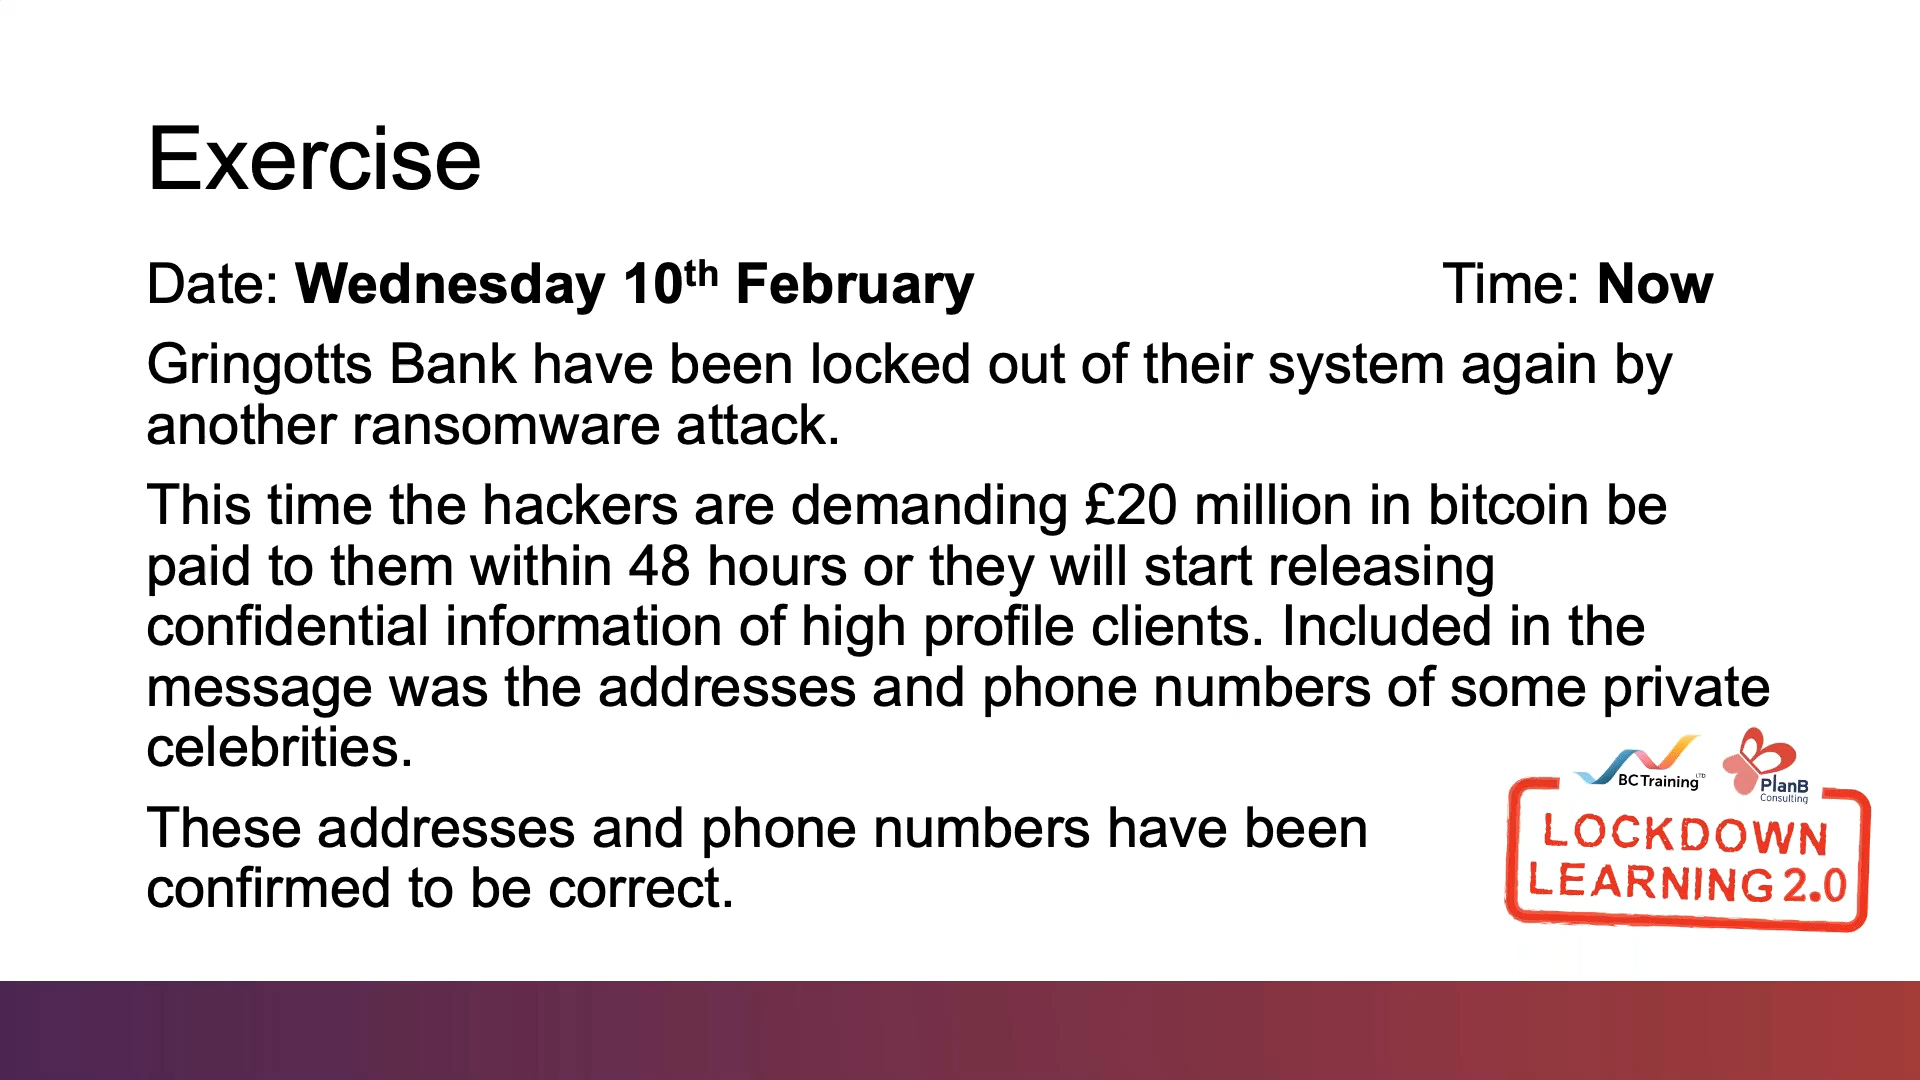 Exercise
Date: Wednesday 10th February Time: Now
Gringotts Bank have been locked out of their system again by
another ransomware attack.
This time the hackers are demanding £20 million in bitcoin be
paid to them within 48 hours or they will start releasing
confidential information of high profile clients. Included in the
message was the addresses and phone numbers of some private
celebrities.
These addresses and phone numbers have been
confirmed to be correct.
BC Training LTD
PlanB
Consulting
LOCKDOWN
LEARNING 2.0